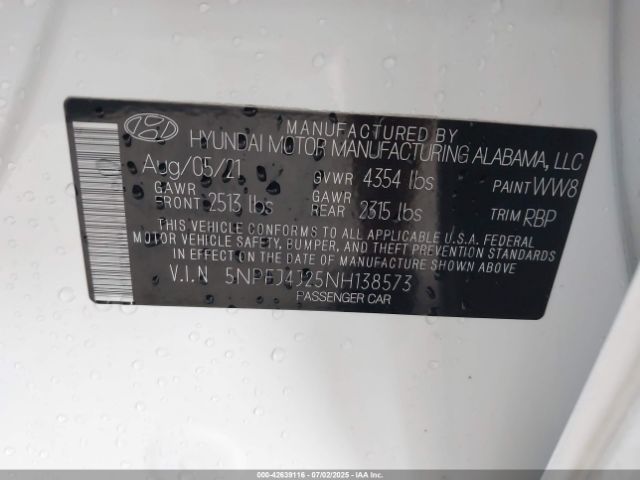 MANUFACTURED BY
HYUNDAI MOTOR MANUFACTURING ALABAMA, LLC
Aug/05/21 GVWR 4354 lbs PAINT WW8
GAWR FRONT 2513 lbs GAWR REAR 2315 lbs TRIM RBP
THIS VEHICLE CONFORMS TO ALL APPLICABLE U.S.A. FEDERAL
MOTOR VEHICLE SAFETY, BUMPER, AND THEFT PREVENTION STANDARDS
IN EFFECT ON THE DATE OF MANUFACTURE SHOWN ABOVE.
V.I.N 5NPEJ4J25NH138573
PASSENGER CAR
000-42639116 - 07/02/2025 - IAAI.COM